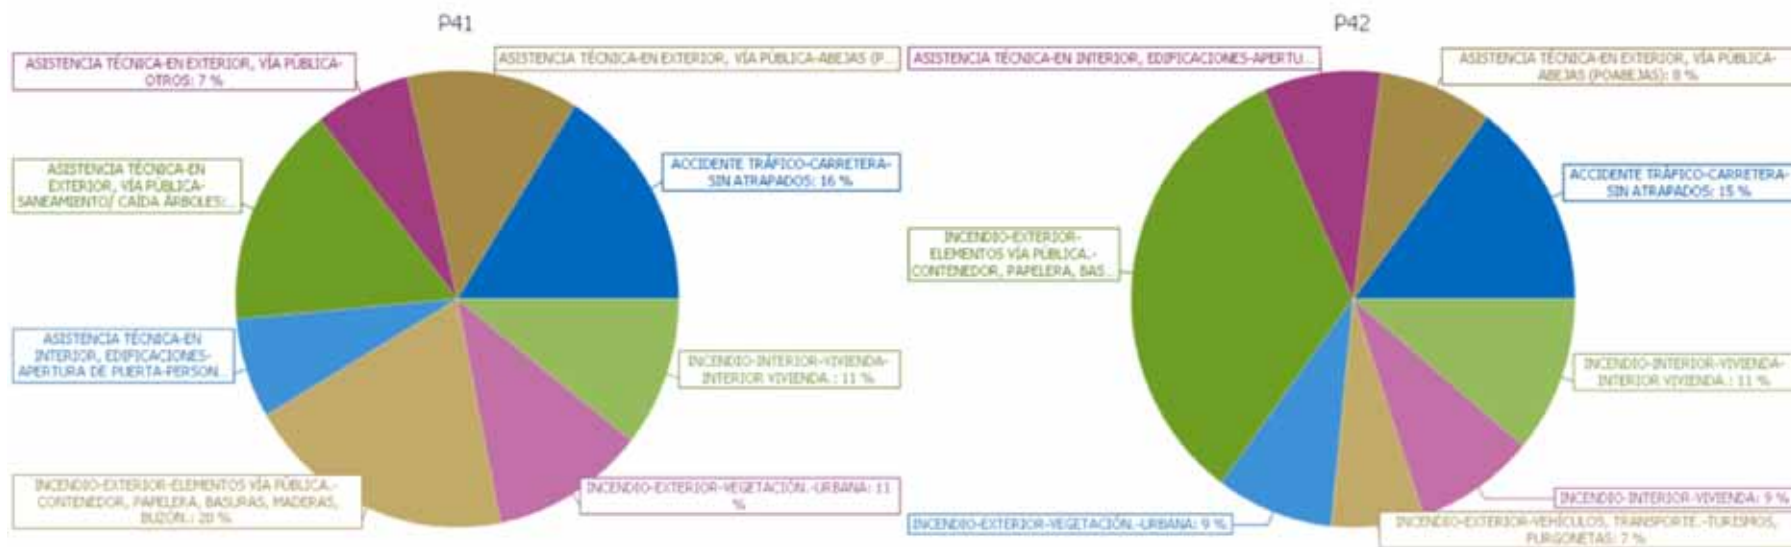 P41
ASISTENCIA TÉCNICA-EN EXTERIOR, VÍA PÚBLICA-
OTROS: 7 %
ASISTENCIA TÉCNICA-EN EXTERIOR, VÍA PÚBLICA-ABEJAS (P...
ASISTENCIA TÉCNICA-EN
EXTERIOR, VÍA PÚBLICA-
SANEAMIENTO/ CAÍDA ÁRBOLES:...
ACCIDENTE TRÁFICO-CARRETERA-
SIN ATRAPADOS: 16 %
ASISTENCIA TÉCNICA-EN
INTERIOR, EDIFICACIONES-
APERTURA DE PUERTA-PERSON...
INCENDIO-INTERIOR-VIVIENDA-
INTERIOR VIVIENDA.: 11 %
INCENDIO-EXTERIOR-ELEMENTOS VÍA PÚBLICA.-
CONTENEDOR, PAPELERA, BASURAS, MADERAS,
BUZÓN.: 20 %
INCENDIO-EXTERIOR-VEGETACIÓN.-URBANA: 11
%
P42
ASISTENCIA TÉCNICA-EN INTERIOR, EDIFICACIONES-APERTU...
ASISTENCIA TÉCNICA-EN EXTERIOR, VÍA PÚBLICA-
ABEJAS (POABEJAS): 8 %
ACCIDENTE TRÁFICO-CARRETERA-
SIN ATRAPADOS: 15 %
INCENDIO-EXTERIOR-
ELEMENTOS VÍA PÚBLICA.-
CONTENEDOR, PAPELERA, BAS...
INCENDIO-INTERIOR-VIVIENDA-
INTERIOR VIVIENDA.: 11 %
INCENDIO-INTERIOR-VIVIENDA: 9 %
INCENDIO-EXTERIOR-VEGETACIÓN.-URBANA: 9 %
INCENDIO-EXTERIOR-VEHÍCULOS, TRANSPORTE.-TURISMOS,
FURGONETAS: 7 %